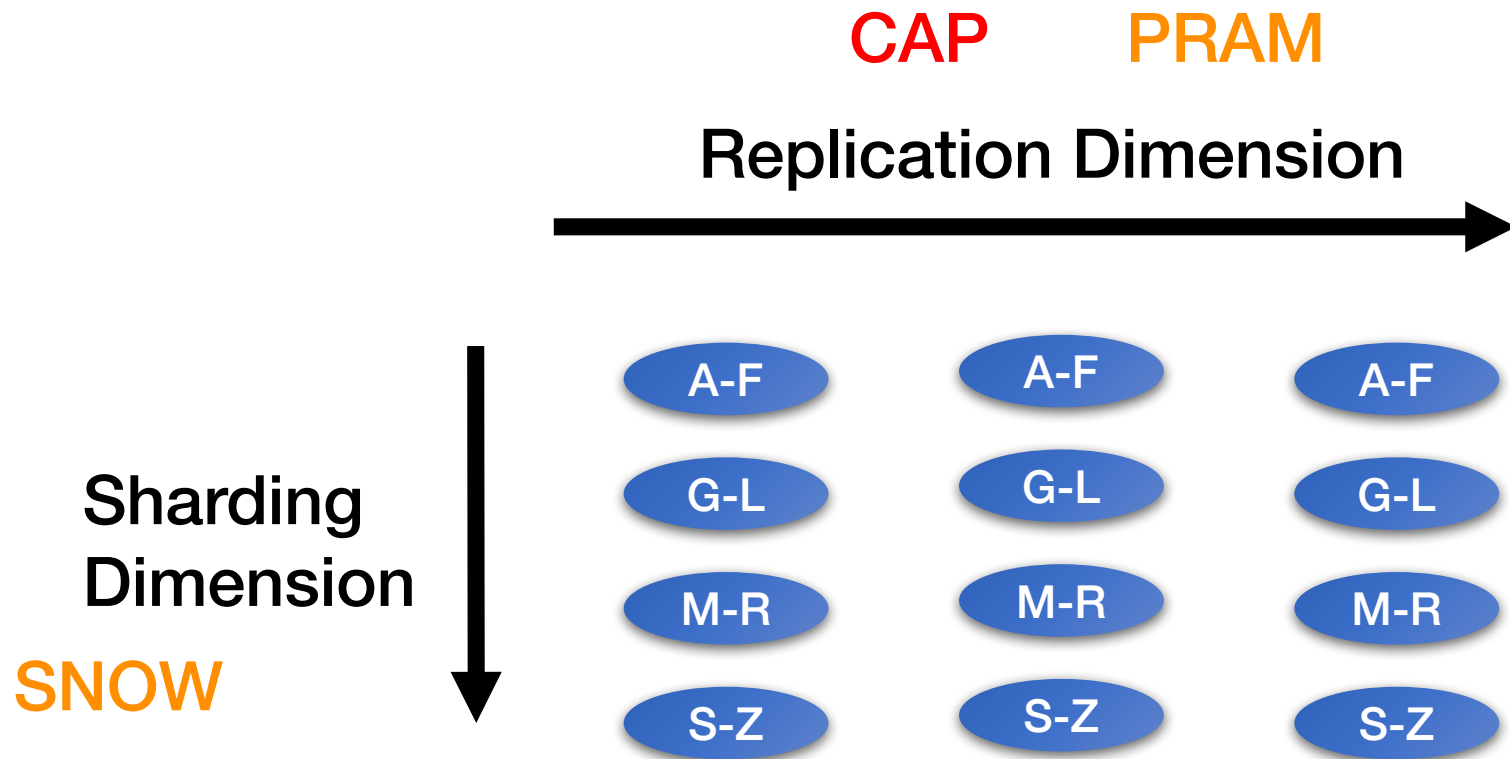 CAP PRAM
Replication Dimension
A-F A-F A-F
G-L G-L G-L
Sharding
Dimension
M-R M-R M-R
SNOW
S-Z S-Z S-Z